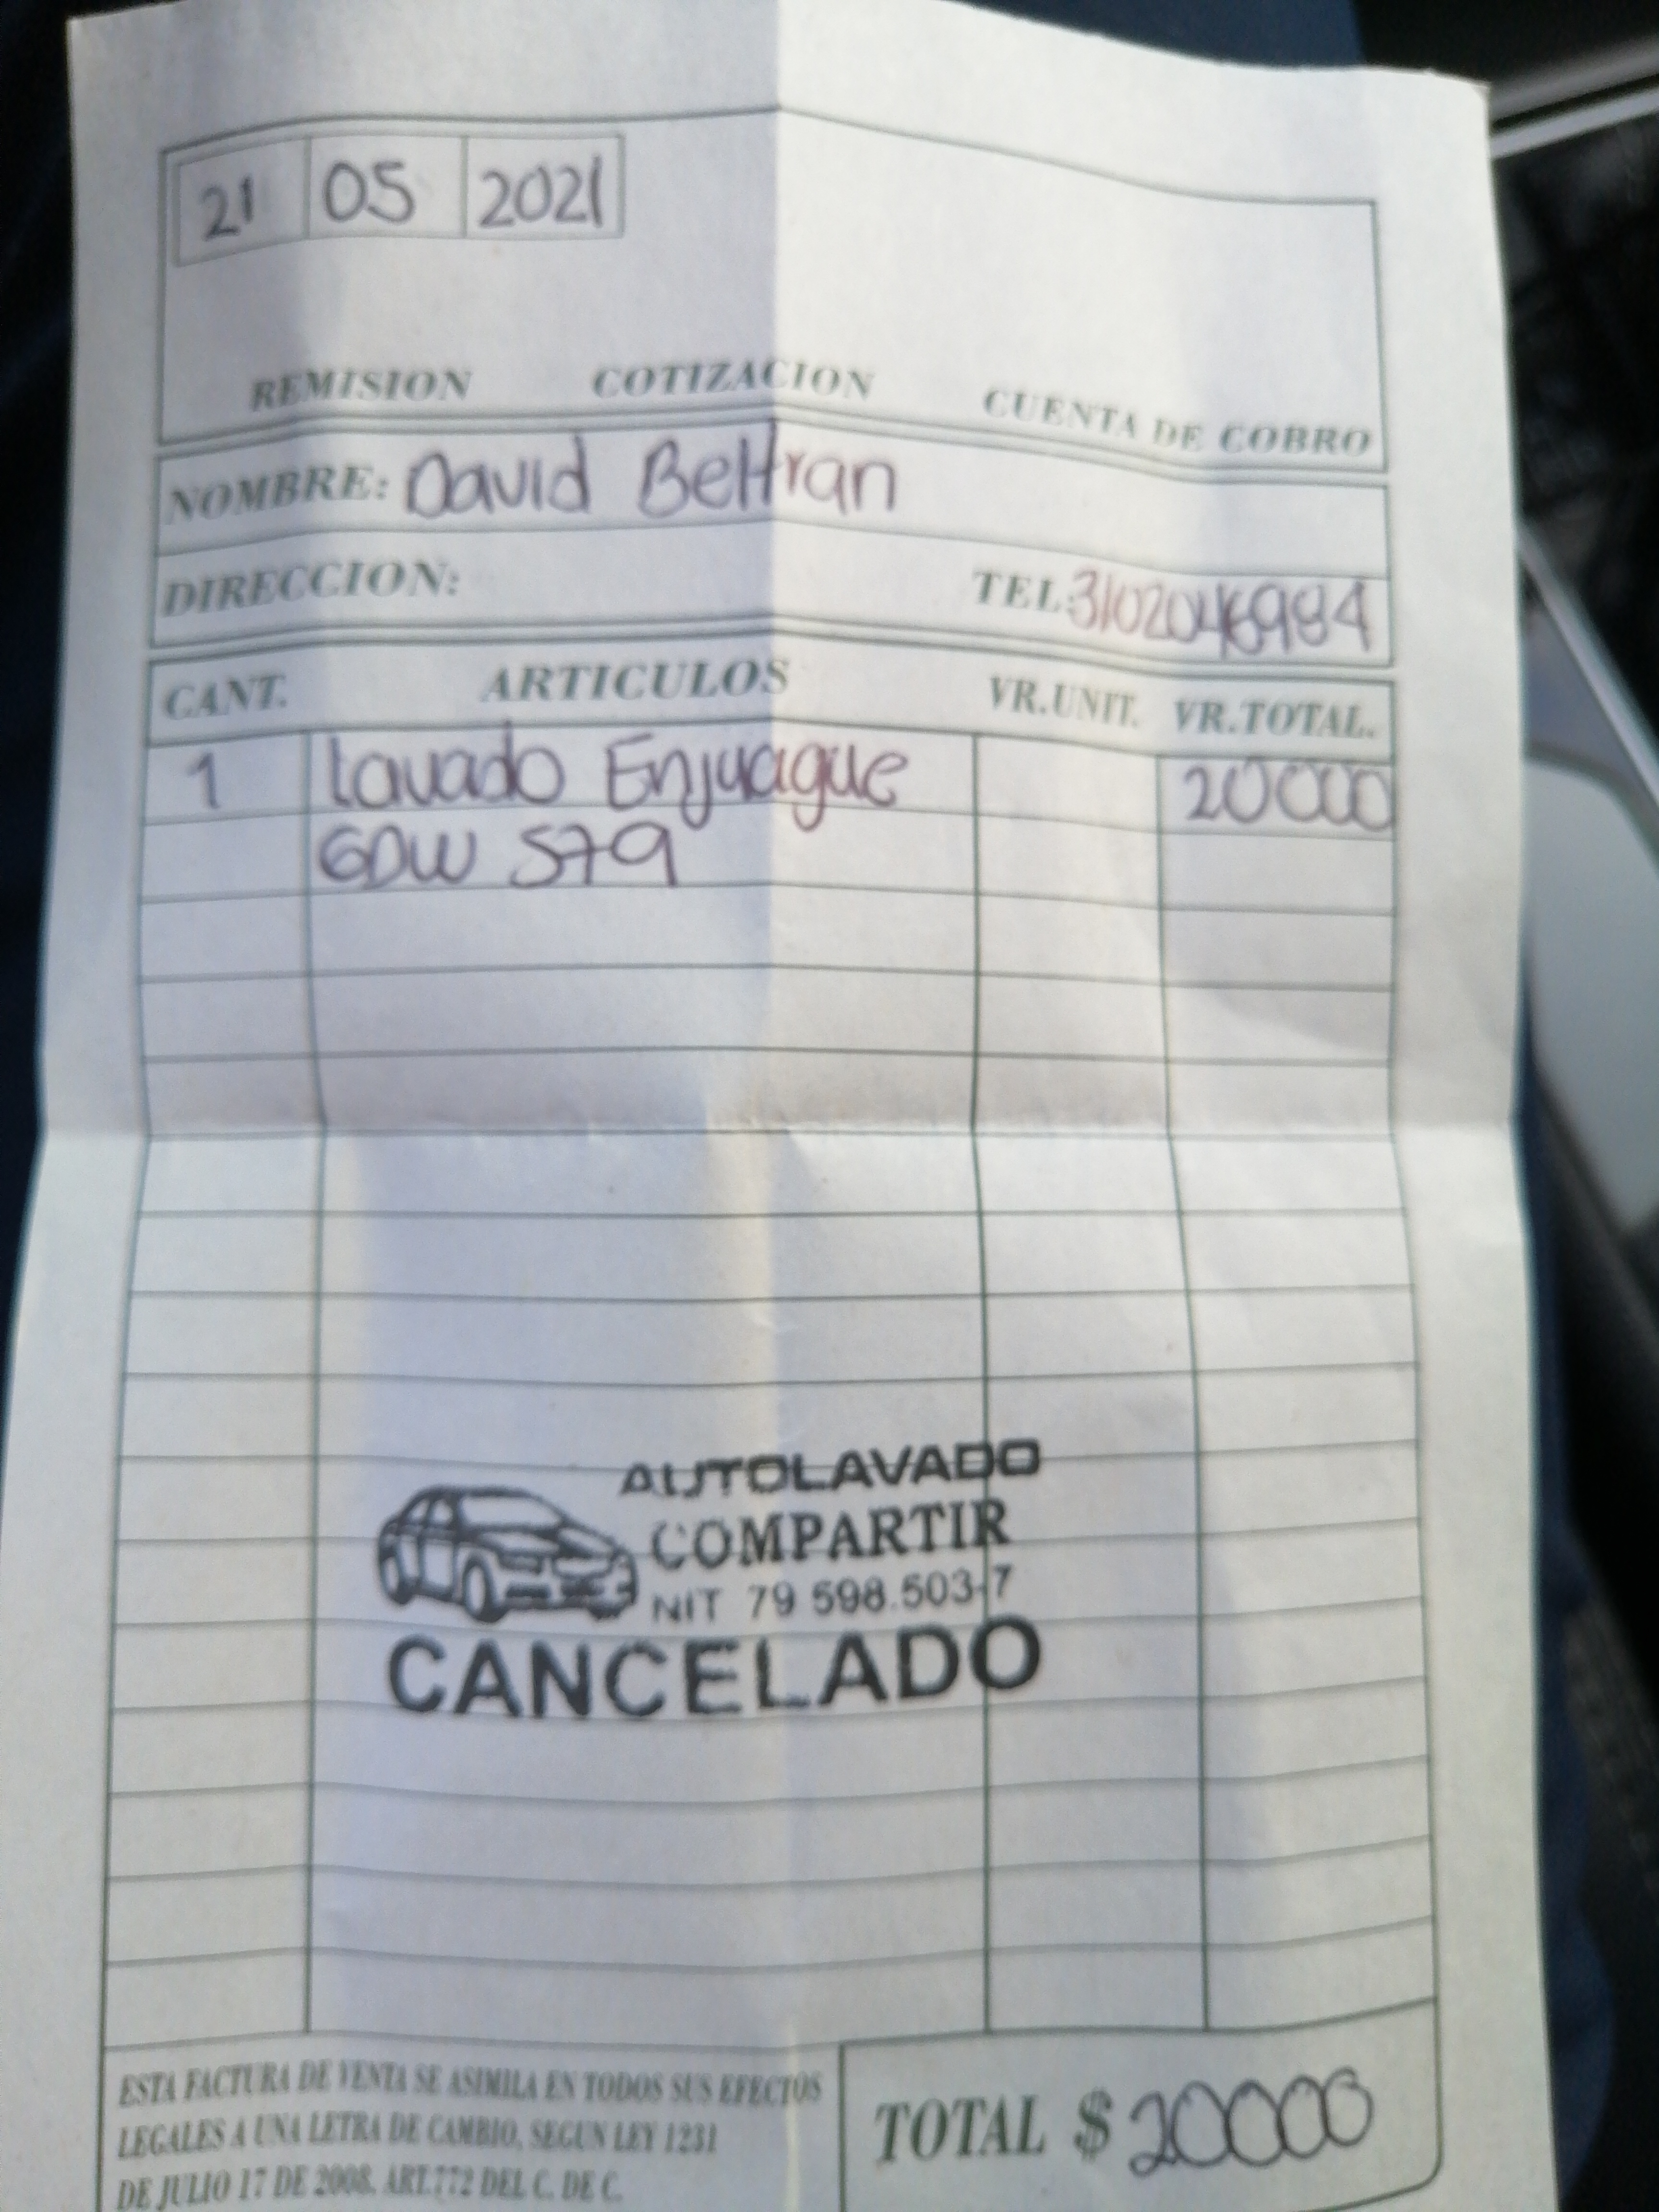 21 05 2021
REMISION COTIZACION CUENTA DE COBRO
NOMBRE: David Beltran
DIRECCION: TEL: 3102046984
CANT. ARTICULOS VR.UNIT. VR.TOTAL.
1 lavado Enjuague 20000
GDW 579
AUTOLAVADO
COMPARTIR
NIT 79 598.503-7
CANCELADO
ESTA FACTURA DE VENTA SE ASIMILA EN TODOS SUS EFECTOS
LEGALES A UNA LETRA DE CAMBIO, SEGUN LEY 1231
DE JULIO 17 DE 2008. ART.772 DEL C. DE C.
TOTAL $ 20000